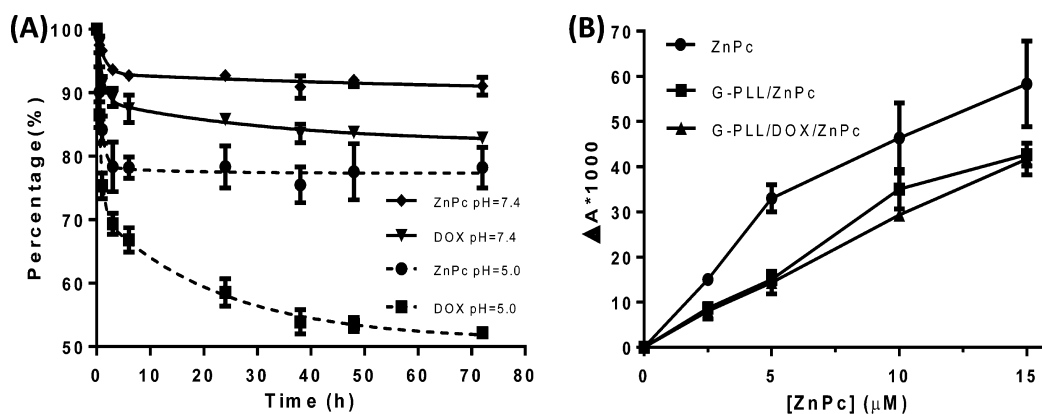 (A)
Percentage(%)
100
90
80
70
60
50
0 10 20 30 40 50 60 70 80
Time (h)
ZnPc pH=7.4
DOX pH=7.4
ZnPc pH=5.0
DOX pH=5.0
(B)
▲A*1000
70
60
50
40
30
20
10
0
0 5 10 15
[ZnPc] (μM)
ZnPc
G-PLL/ZnPc
G-PLL/DOX/ZnPc